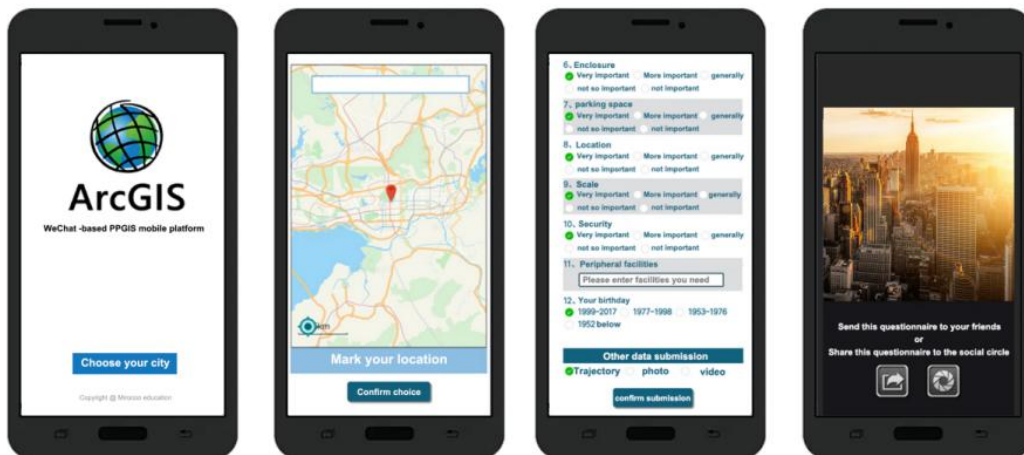 ArcGIS
WeChat -based PPGIS mobile platform
Choose your city
Copyright @ Mrocoo education
km
Mark your location
Confirm choice
6、Enclosure
Very important More important generally
not so important not important
7、parking space
Very important More important generally
not so important not important
8、Location
Very important More important generally
not so important not important
9、Scale
Very important More important generally
not so important not important
10、Security
Very important More important generally
not so important not important
11、Peripheral facilities
Please enter facilities you need
12、Your birthday
1999-2017 1977-1998 1953-1976
1952 below
Other data submission
Trajectory photo video
confirm submission
Send this questionnaire to your friends
or
Share this questionnaire to the social circle